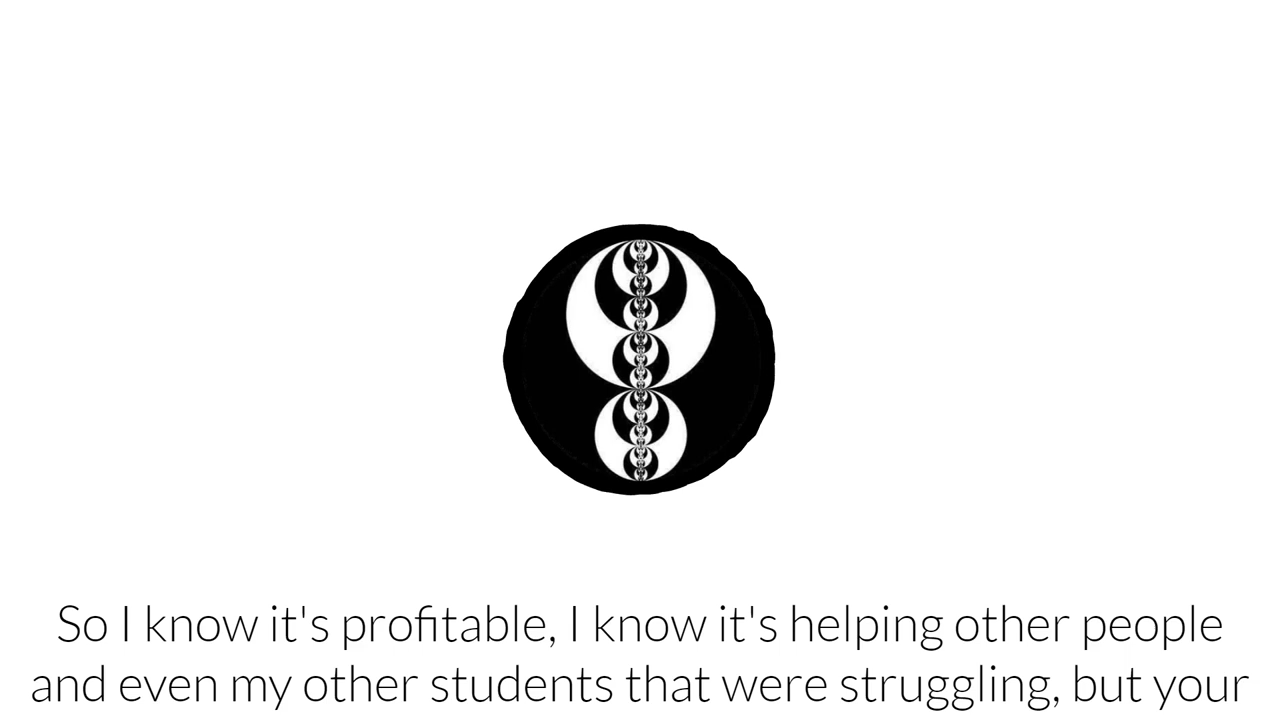 So I know it's profitable, I know it's helping other people
and even my other students that were struggling, but your